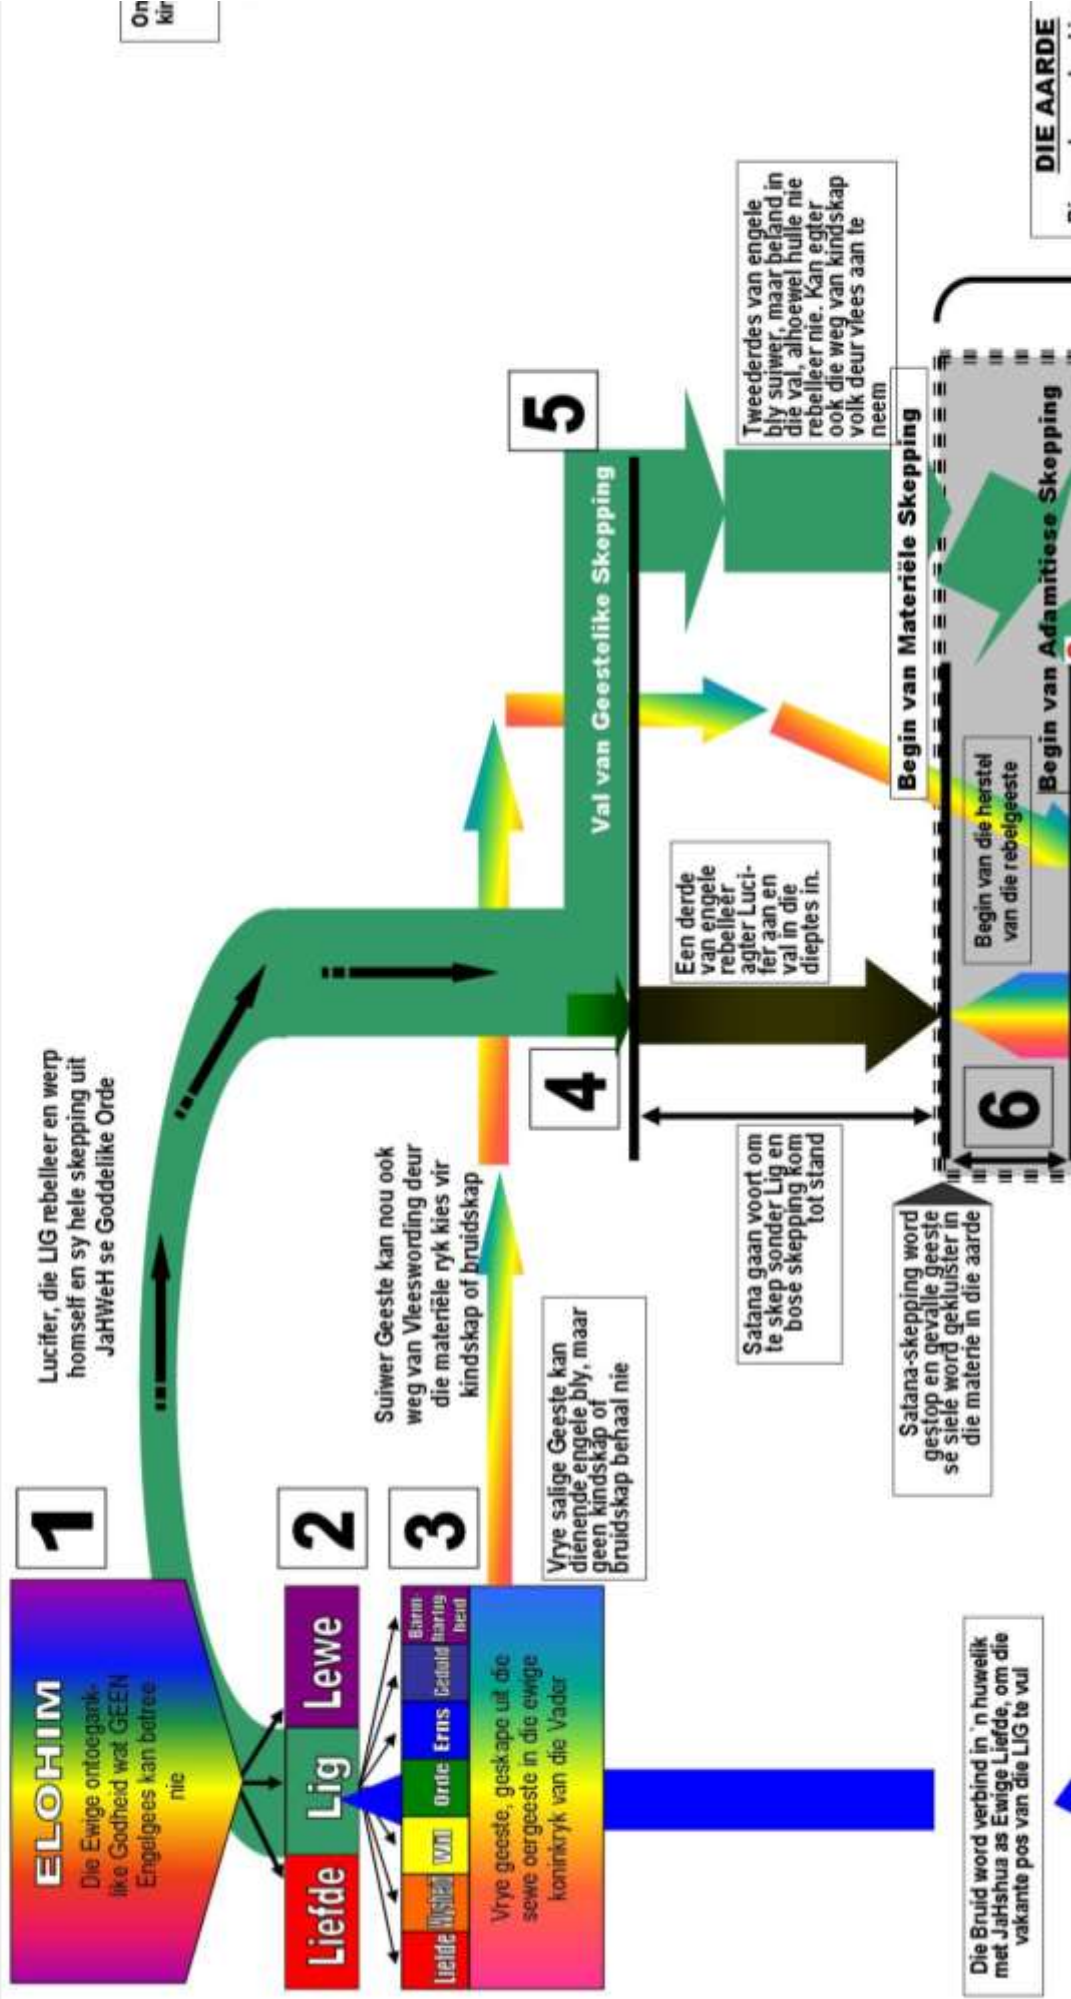 1
ELOHIM
Die Ewige ontoegank-
like Godheid wat GEEN
Engelgees kan betree
nie
Lucifer, die LIG rebelleer en werp
homself en sy hele skepping uit
JaHWeH se Goddelike Orde
On
kin
2
Liefde
Lig
Lewe
3
Liefde
Wysheid
Wil
Orde
Erns
Geduld
Barm-
hartig-
heid
Vrye geeste, geskape uit die
sewe oergeeste in die ewige
koninkryk van die Vader
Suiwer Geeste kan nou ook
weg van Vleeswording deur
die materiële ryk kies vir
kindskap of bruidskap
Vrye salige Geeste kan
dienende engele bly, maar
geen kindskap of
bruidskap behaal nie
4
5
Val van Geestelike Skepping
Een derde
van engele
rebelleër
agter Luci-
fer aan en
val in die
dieptes in.
Tweederdes van engele
bly suiwer, maar beland in
die val, alhoewel hulle nie
rebelleer nie. Kan egter
ook die weg van kindskap
volk deur vlees aan te
neem
Satana gaan voort om
te skep sonder Lig en
bose skepping kom
tot stand
Begin van Materiële Skepping
Satana-skepping word
gestop en gevalle geeste
se siele word gekluister in
die materie in die aarde
6
Begin van die herstel
van die rebelgeeste
Begin van Adamitiese Skepping
DIE AARDE
Die Bruid word verbind in `n huwelik
met JaHshua as Ewige Liefde, om die
vakante pos van die LIG te vul